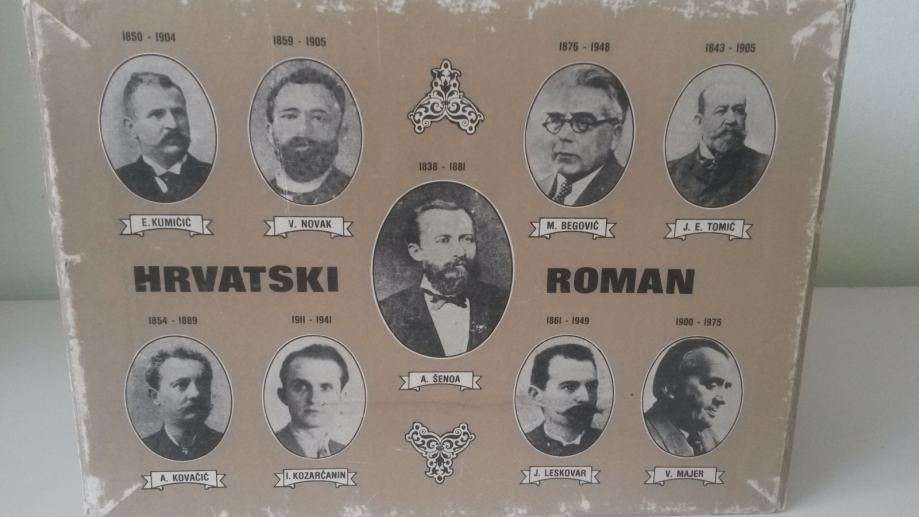 1850 - 1904
1859 - 1905
1876 - 1948
1843 - 1905
E. KUMIČIĆ
V. NOVAK
M. BEGOVIĆ
J. E. TOMIĆ
1838 - 1881
HRVATSKI ROMAN
A. ŠENOA
1854 - 1889
1911 - 1941
1861 - 1949
1900 - 1975
A. KOVAČIĆ
I. KOZARČANIN
J. LESKOVAR
V. MAJER